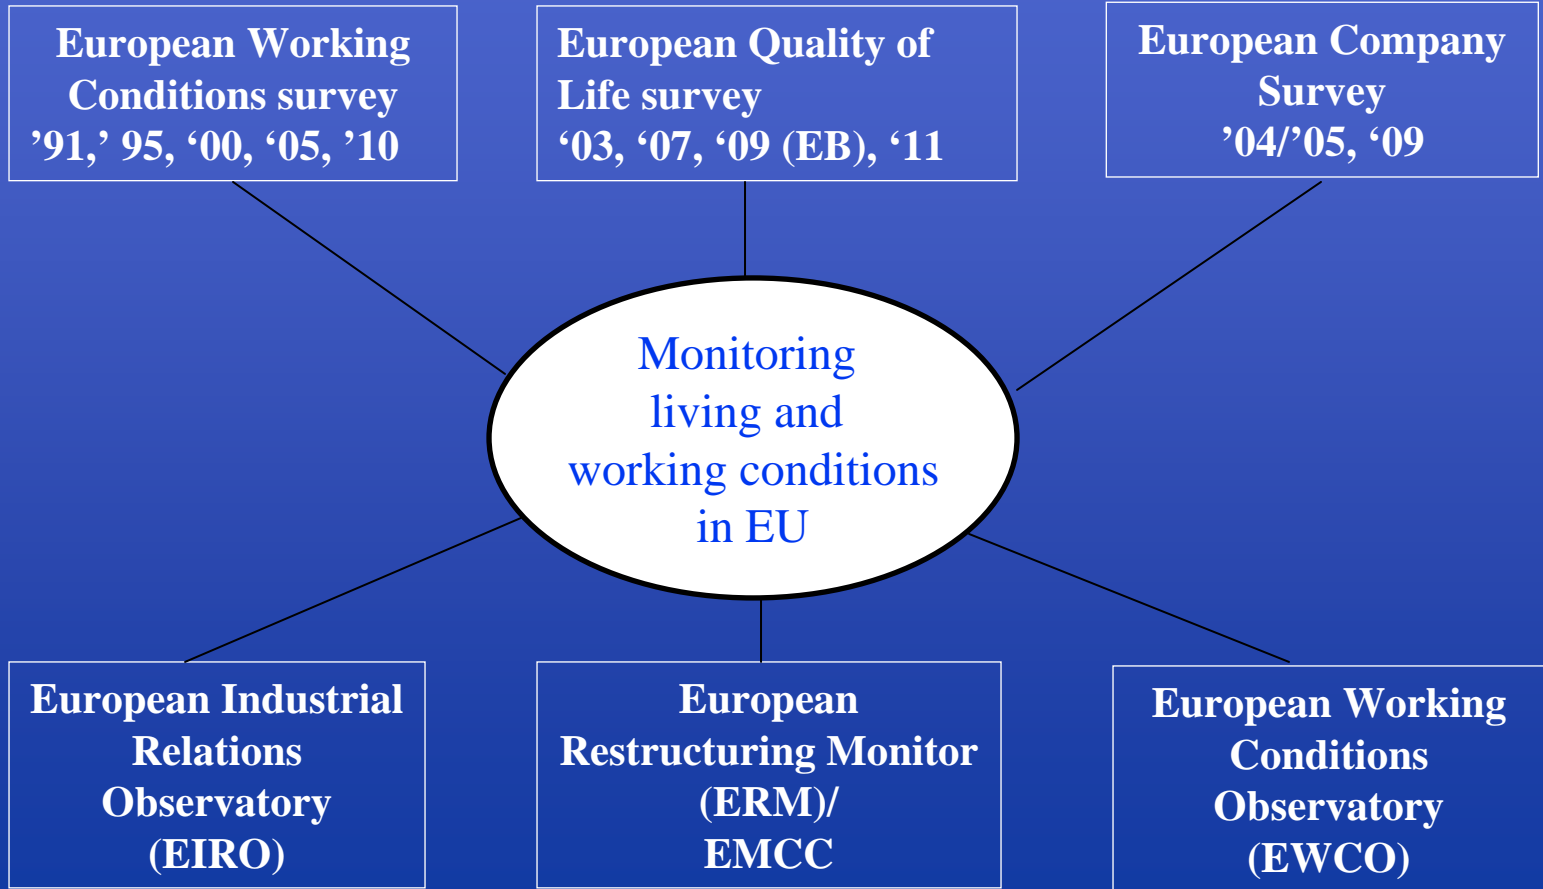 European Working
Conditions survey
’91,’ 95, ‘00, ‘05, ’10
European Quality of
Life survey
‘03, ‘07, ‘09 (EB), ‘11
European Company
Survey
’04/’05, ‘09
Monitoring
living and
working conditions
in EU
European Industrial
Relations
Observatory
(EIRO)
European
Restructuring Monitor
(ERM)/
EMCC
European Working
Conditions
Observatory
(EWCO)